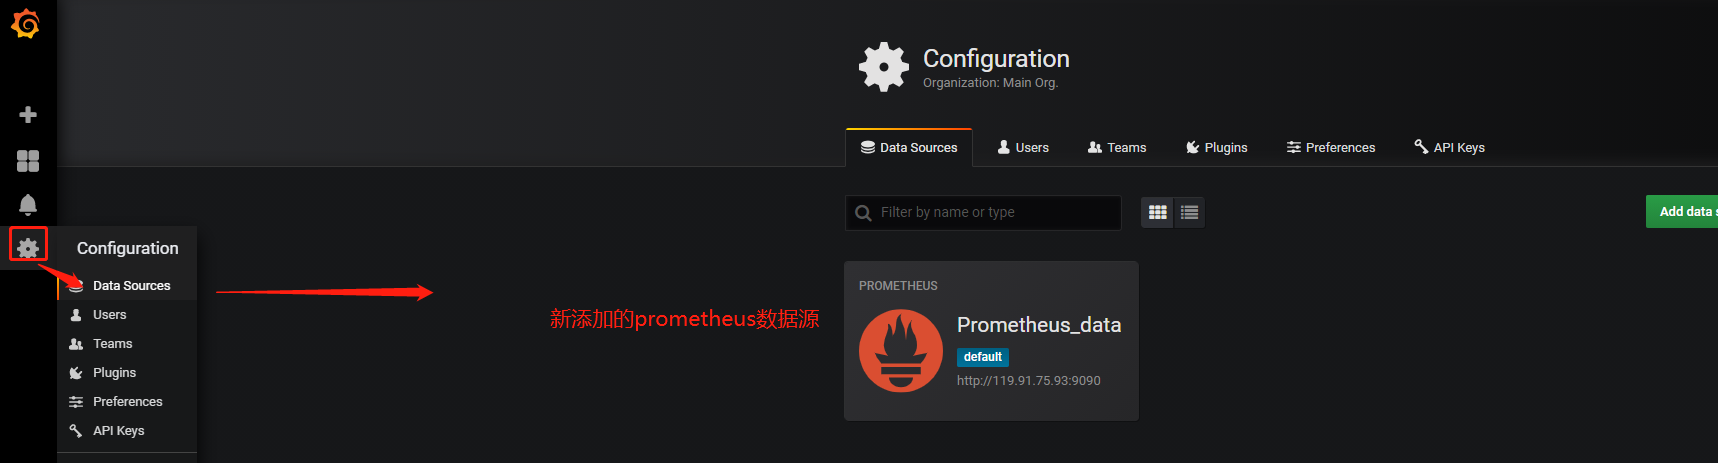 Configuration
Organization: Main Org.
Data Sources
Users
Teams
Plugins
Preferences
API Keys
Filter by name or type
Add data s
Configuration
Data Sources
Users
Teams
Plugins
Preferences
API Keys
新添加的prometheus数据源
PROMETHEUS
Prometheus_data
default
http://119.91.75.93:9090